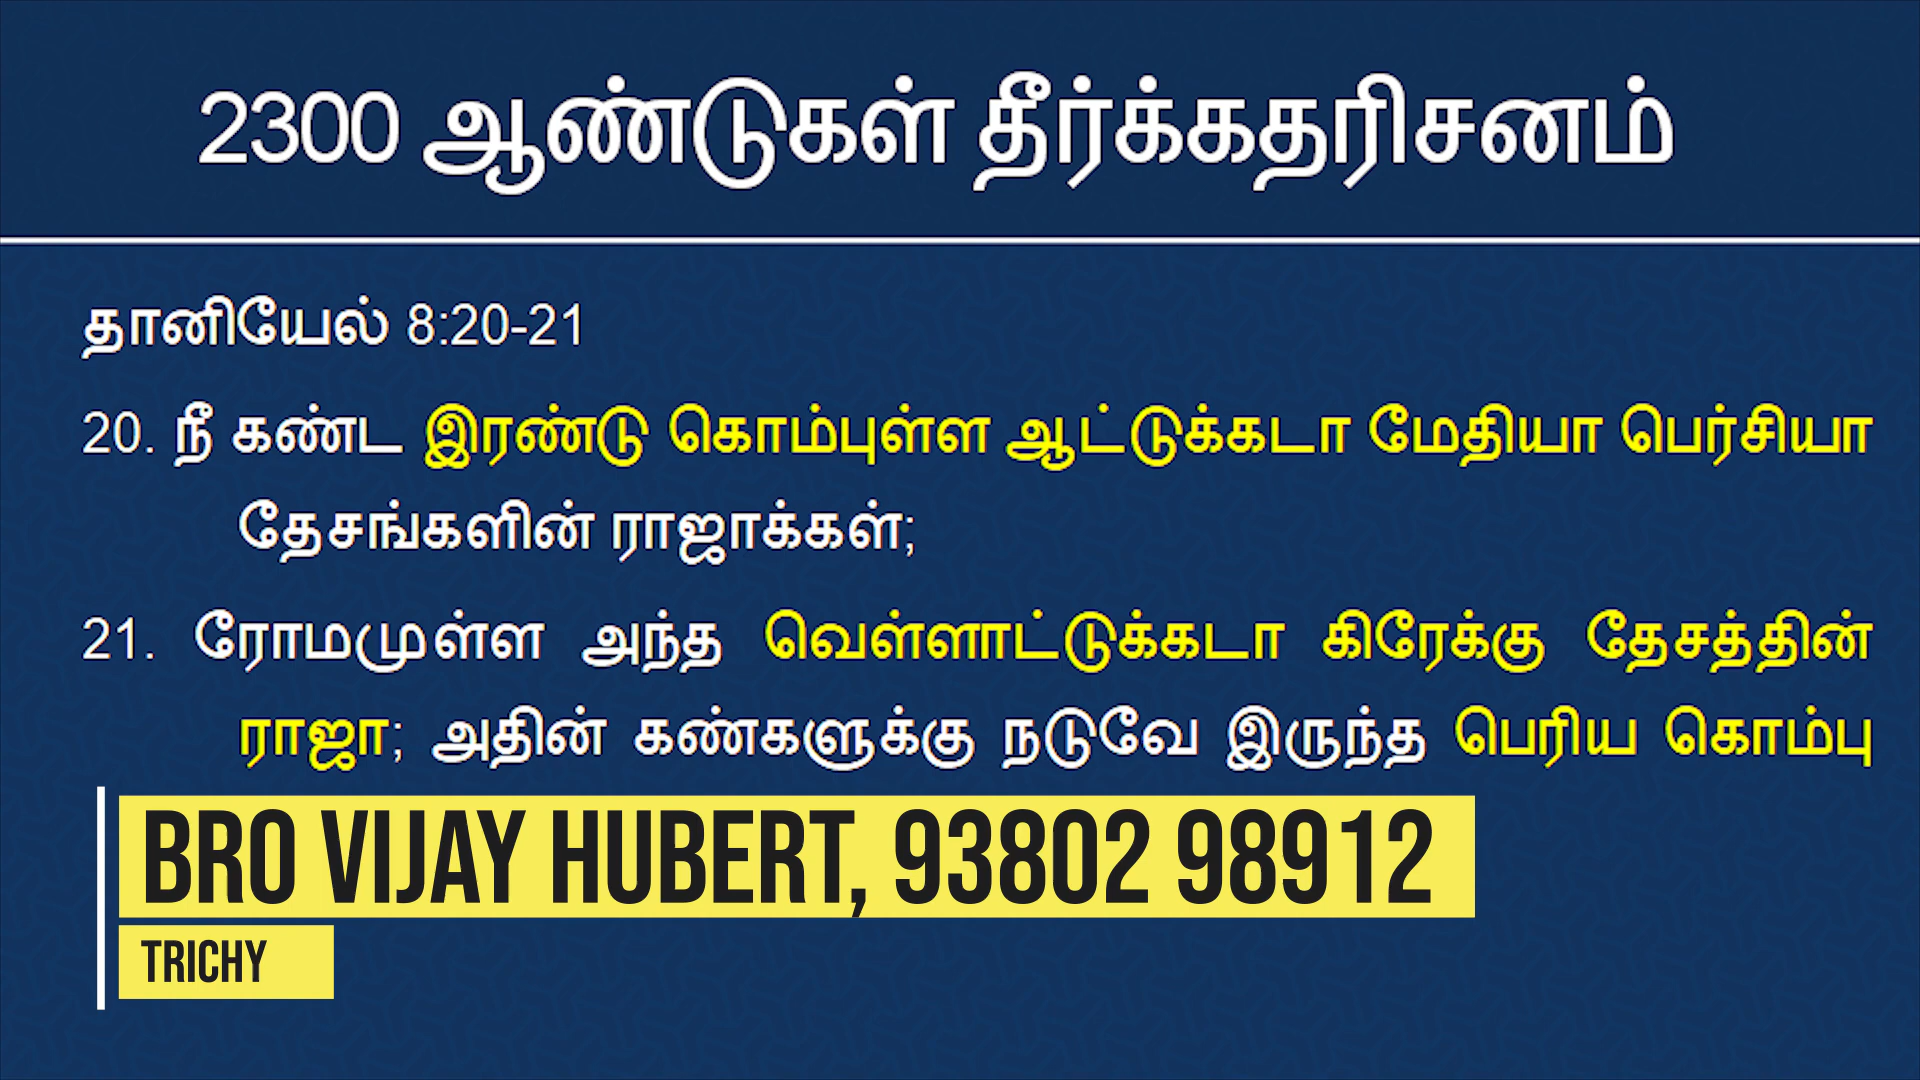 2300 ஆண்டுகள் தீர்க்கதரிசனம்
தானியேல் 8:20-21
20. நீ கண்ட இரண்டு கொம்புள்ள ஆட்டுக்கடா மேதியா பெர்சியா
தேசங்களின் ராஜாக்கள்;
21. ரோமமுள்ள அந்த வெள்ளாட்டுக்கடா கிரேக்கு தேசத்தின்
ராஜா; அதின் கண்களுக்கு நடுவே இருந்த பெரிய கொம்பு
BRO VIJAY HUBERT, 93802 98912
TRICHY